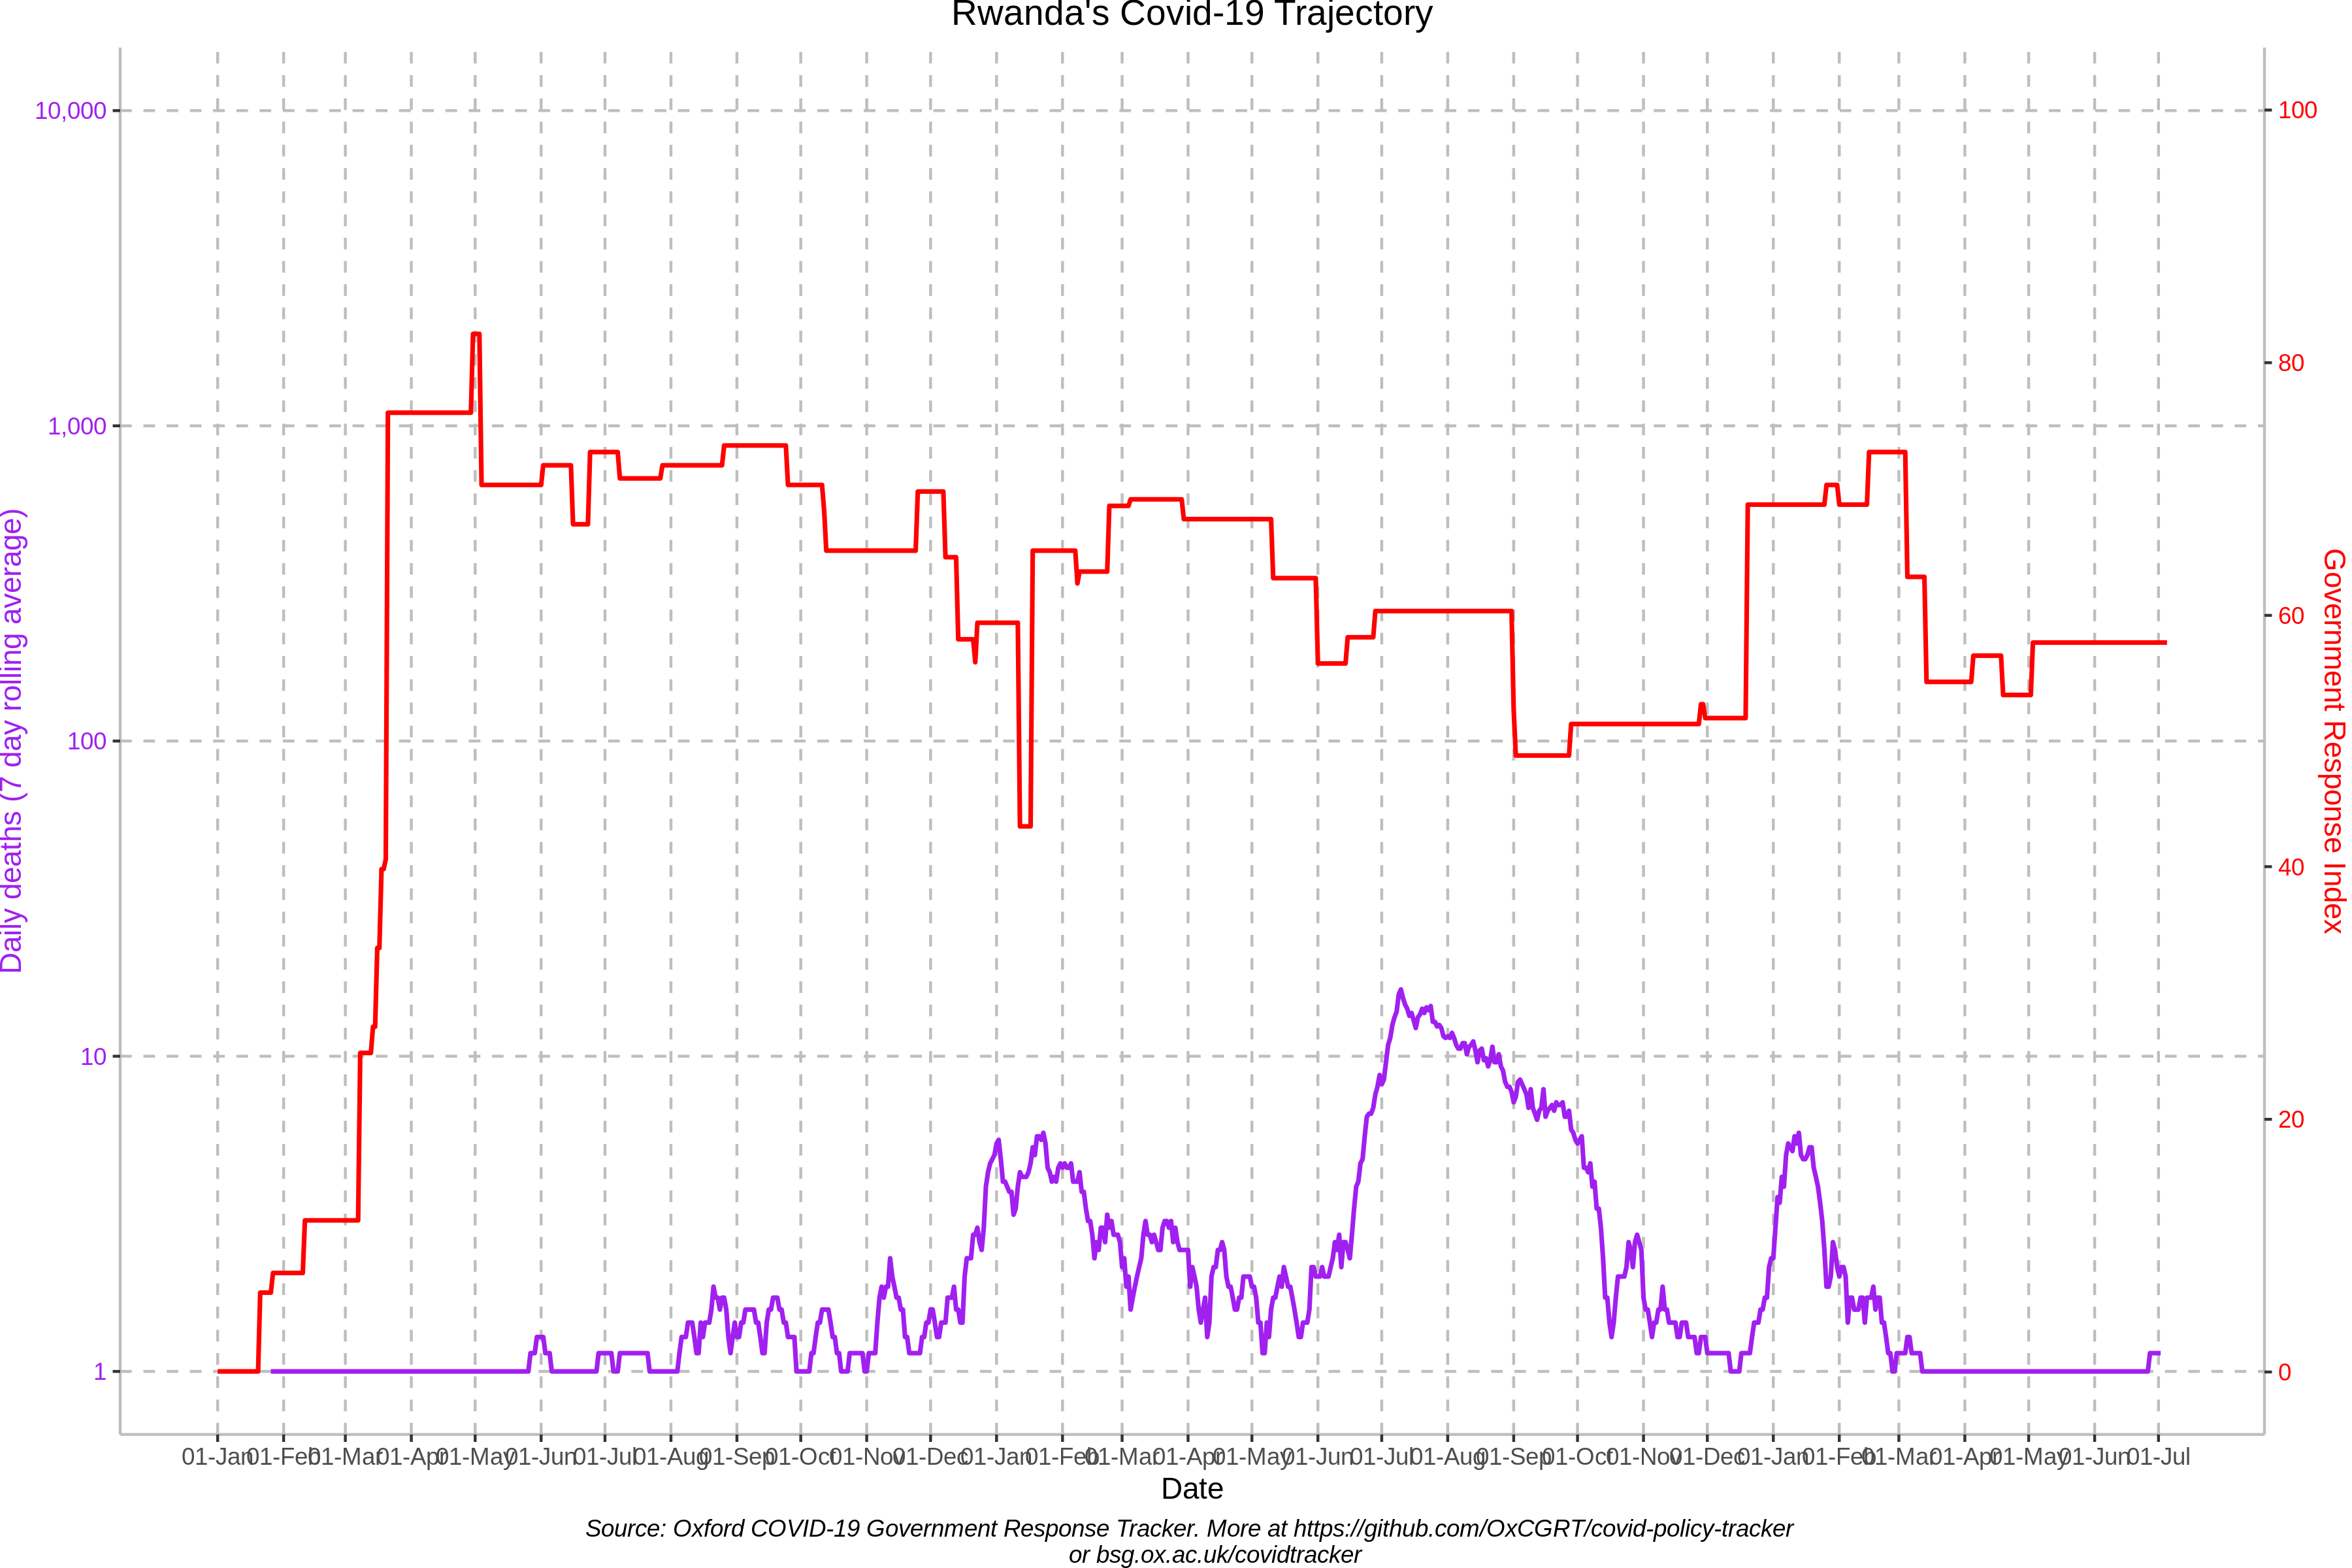 Rwanda's Covid-19 Trajectory
10,000
1,000
100
10
1
Daily deaths (7 day rolling average)
100
80
60
40
20
0
Government Response Index
01-Jan 01-Feb 01-Mar 01-Apr 01-May 01-Jun 01-Jul 01-Aug 01-Sep 01-Oct 01-Nov 01-Dec 01-Jan 01-Feb 01-Mar 01-Apr 01-May 01-Jun 01-Jul 01-Aug 01-Sep 01-Oct 01-Nov 01-Dec 01-Jan 01-Feb 01-Mar 01-Apr 01-May 01-Jun 01-Jul
Date
Source: Oxford COVID-19 Government Response Tracker. More at https://github.com/OxCGRT/covid-policy-tracker
or bsg.ox.ac.uk/covidtracker